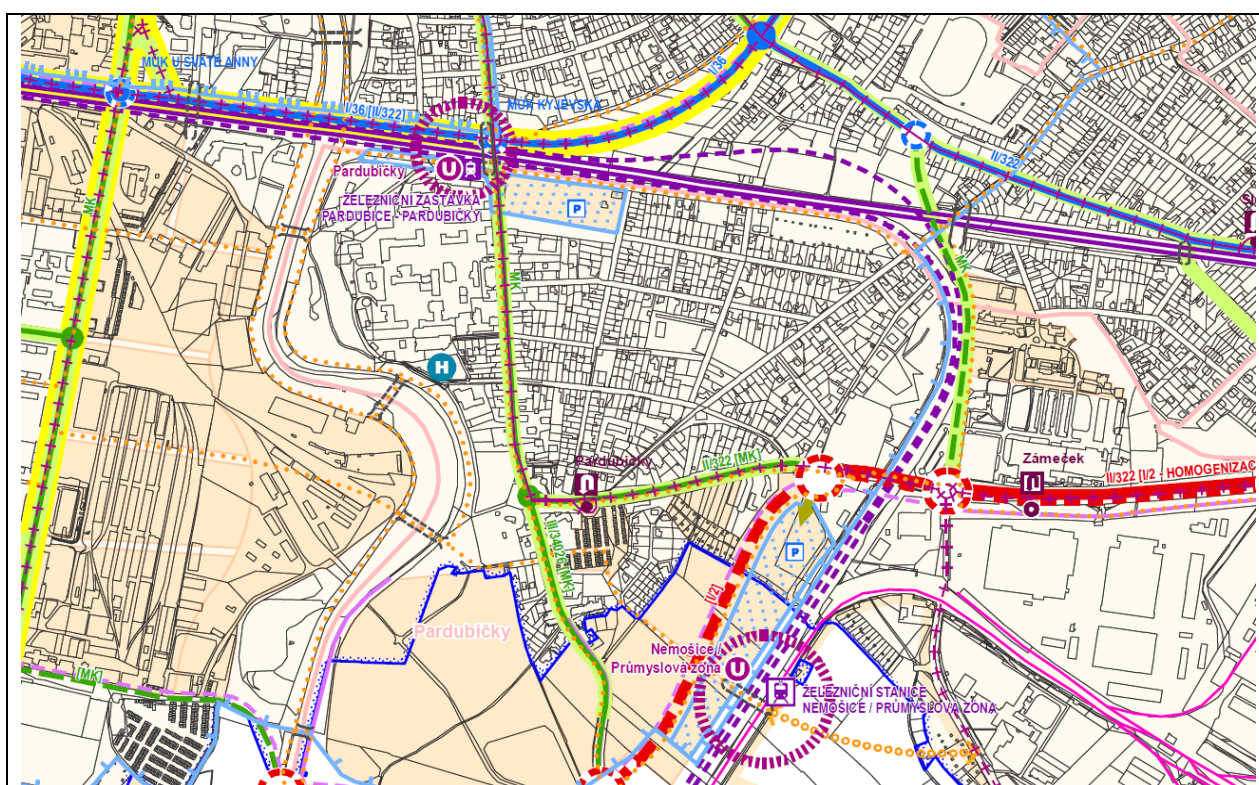 MÚK U SVATÉ ANNY
I/36 [II/322]
MÚK KYJEVSKÁ
I/36
II/322
MK
Pardubičky
U
ŽELEZNIČNÍ ZASTÁVKA
PARDUBICE - PARDUBIČKY
P
MK
MK
H
Pardubičky
II/322 [MK]
Zámeček
II/322 [I/2 - HOMOGENIZAC
III/34026 [MK]
P
[I/2]
Pardubičky
Nemošice /
Průmyslová zóna
U
ŽELEZNIČNÍ STANICE
NEMOŠICE / PRŮMYSLOVÁ ZÓNA
[MK]